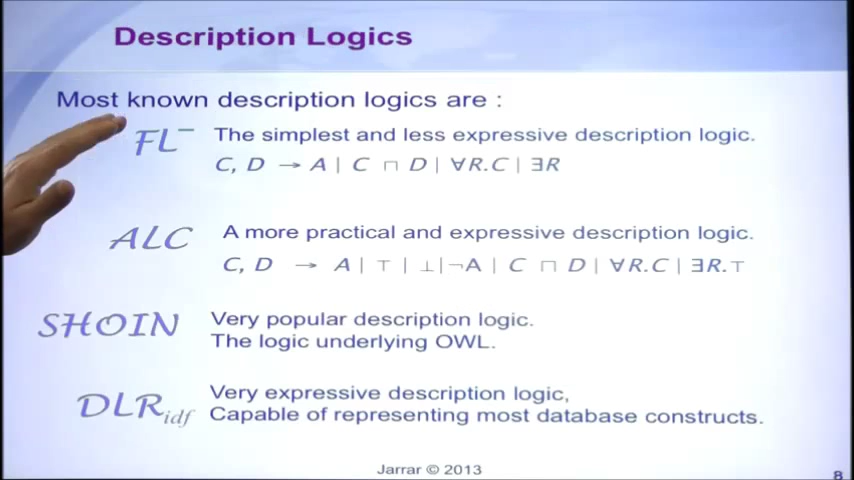 Description Logics
Most known description logics are :
FL⁻ The simplest and less expressive description logic.
C, D → A | C ⊓ D | ∀R.C | ∃R
ALC A more practical and expressive description logic.
C, D → A | ⊤ | ⊥ | ¬A | C ⊓ D | ∀R.C | ∃R.⊤
SHOIN Very popular description logic.
The logic underlying OWL.
DLRidf Very expressive description logic,
Capable of representing most database constructs.
Jarrar © 2013
8